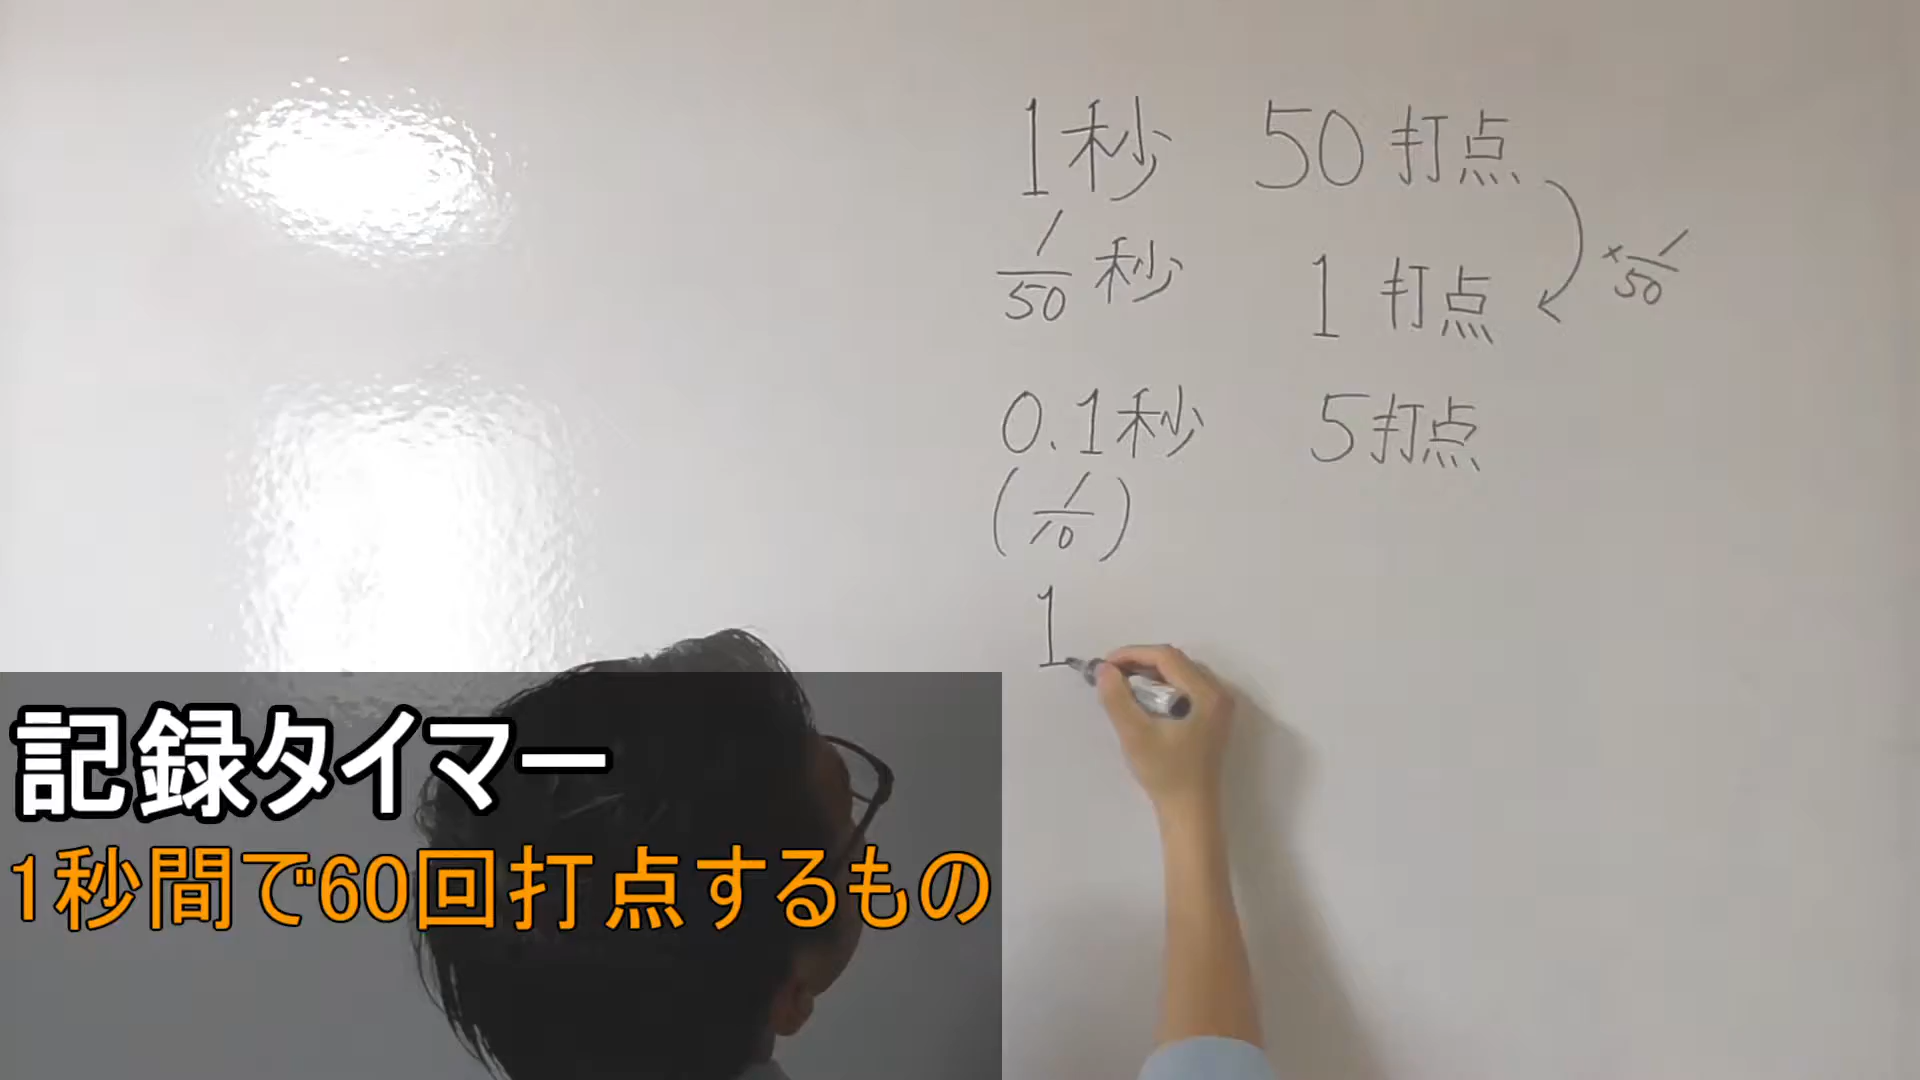 1秒 50打点
1/50秒 1打点 ×1/50
0.1秒 5打点
(1/10)
1
記録タイマー
1秒間で60回打点するもの